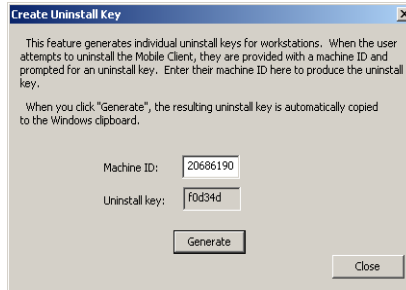 Create Uninstall Key
This feature generates individual uninstall keys for workstations. When the user
attempts to uninstall the Mobile Client, they are provided with a machine ID and
prompted for an uninstall key. Enter their machine ID here to produce the uninstall
key.
When you click "Generate", the resulting uninstall key is automatically copied
to the Windows clipboard.
Machine ID: 20686190
Uninstall key: f0d34d
Generate
Close